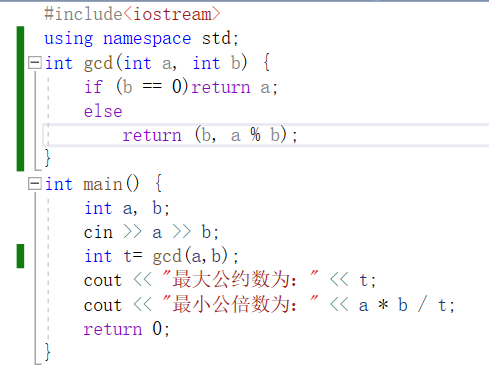 #include<iostream>
using namespace std;
int gcd(int a, int b) {
    if (b == 0)return a;
    else
        return (b, a % b);
}
int main() {
    int a, b;
    cin >> a >> b;
    int t= gcd(a,b);
    cout << "最大公约数为：" << t;
    cout << "最小公倍数为：" << a * b / t;
    return 0;
}